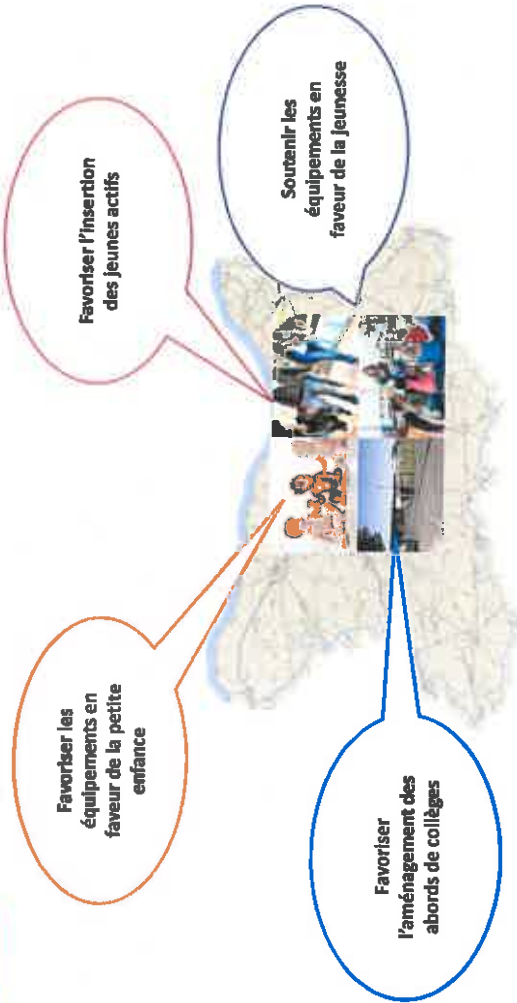 Favoriser les
équipements en
faveur de la petite
enfance
Favoriser l'insertion
des jeunes actifs
Favoriser
l'aménagement des
abords de collèges
Soutenir les
équipements en
faveur de la jeunesse